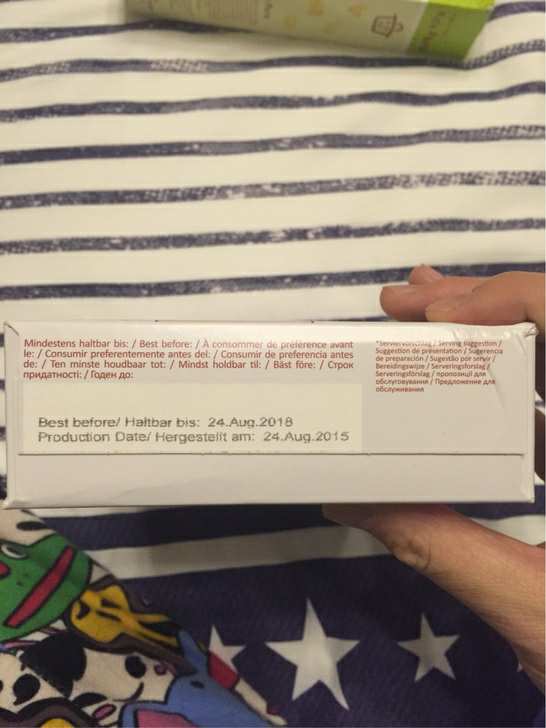 Mindestens haltbar bis: / Best before: / À consommer de préférence avant
le: / Consumir preferentemente antes del: / Consumir de preferencia antes
de: / Ten minste houdbaar tot: / Mindst holdbar til: / Bäst före: / Строк
придатності: / Годен до:
*Serviervorschlag / Serving suggestion /
Suggestion de présentation / Sugerencia
de preparación / Sugestão por servir /
Bereidingswijze / Serveringsforslag /
Serveringsförslag / пропозиції для
обслуговування / Предложение для
обслуживания
Best before/ Haltbar bis: 24.Aug.2018
Production Date/ Hergestellt am: 24.Aug.2015